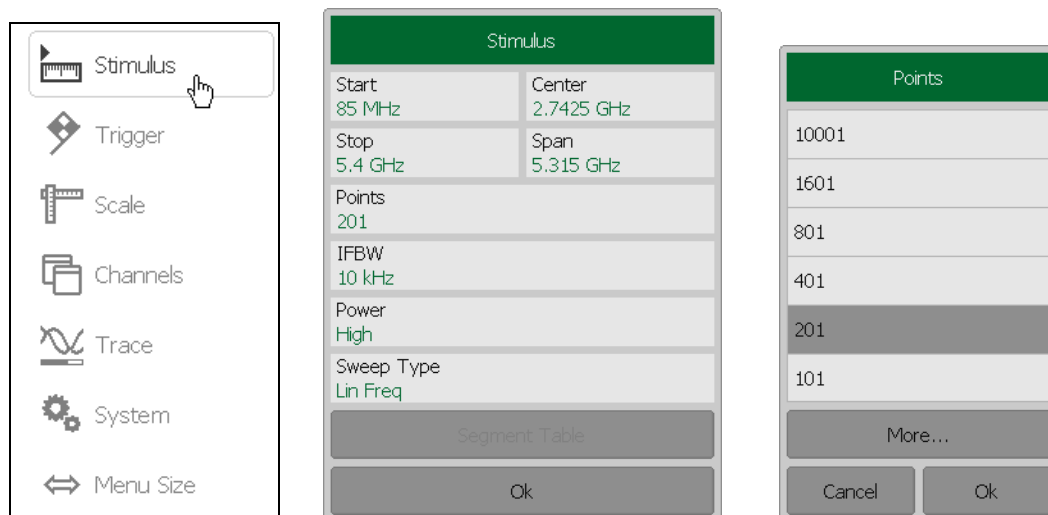 Stimulus
Trigger
Scale
Channels
Trace
System
Menu Size
Stimulus
Start
85 MHz
Center
2.7425 GHz
Stop
5.4 GHz
Span
5.315 GHz
Points
201
IFBW
10 kHz
Power
High
Sweep Type
Lin Freq
Segment Table
Ok
Points
10001
1601
801
401
201
101
More...
Cancel
Ok